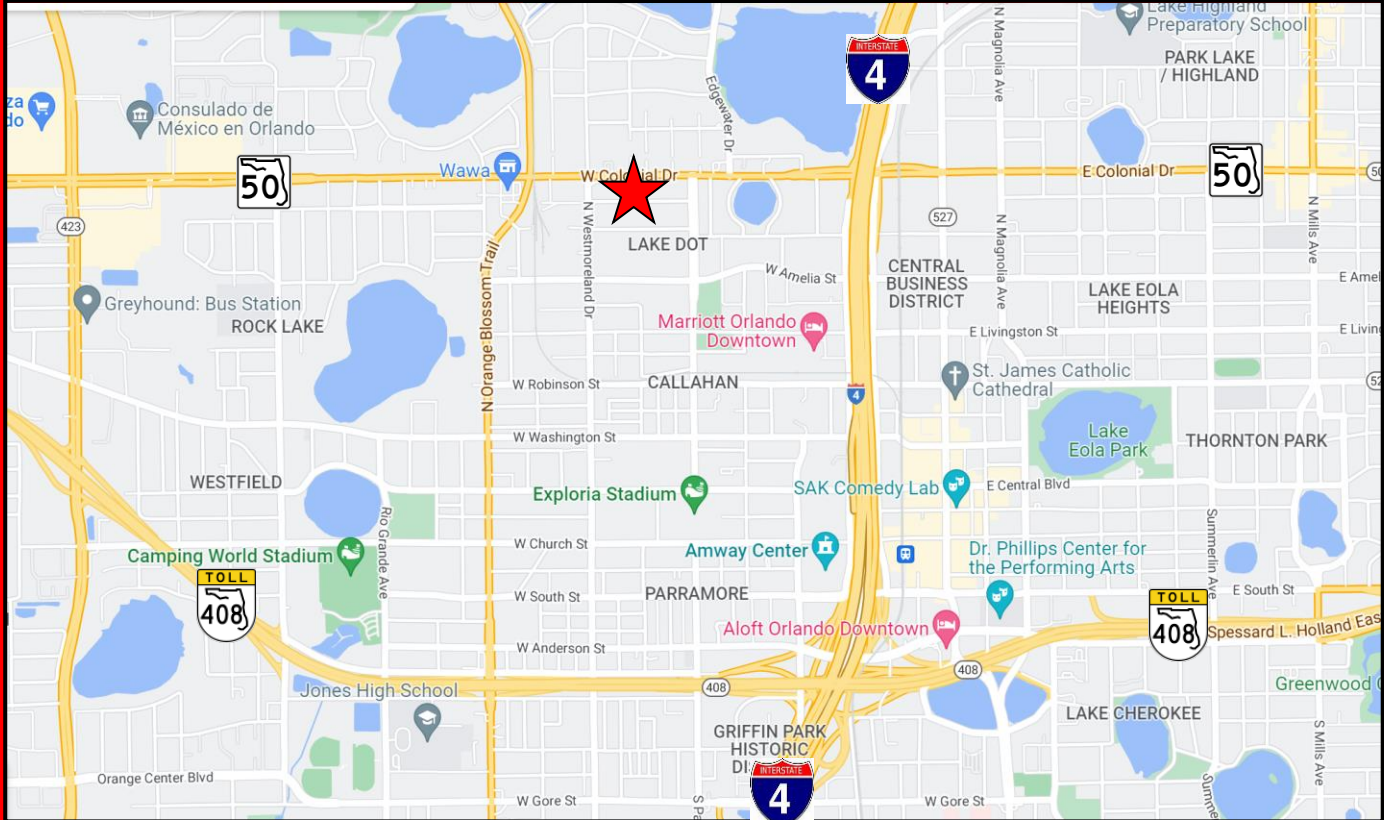 Lake Highland
Preparatory School
N Magnolia Ave
INTERSTATE
4
PARK LAKE
/ HIGHLAND
Edgewater Dr
za
do
Consulado de
México en Orlando
Wawa
W Colonial Dr
E Colonial Dr
50
50
50
423
527
N Westmoreland Dr
N Magnolia Ave
N Mills Ave
LAKE DOT
W Amelia St
CENTRAL
BUSINESS
DISTRICT
E Amel
LAKE EOLA
HEIGHTS
Greyhound: Bus Station
ROCK LAKE
N Orange Blossom Trail
Marriott Orlando
Downtown
E Livingston St
E Livin
W Robinson St
CALLAHAN
4
St. James Catholic
Cathedral
52
W Washington St
Lake
Eola Park
THORNTON PARK
WESTFIELD
Exploria Stadium
SAK Comedy Lab
E Central Blvd
Rio Grande Ave
Summerlin Ave
Camping World Stadium
W Church St
Amway Center
Dr. Phillips Center for
the Performing Arts
TOLL
408
W South St
PARRAMORE
E South St
TOLL
408
Aloft Orlando Downtown
Spessard L. Holland Eas
W Anderson St
408
408
Jones High School
Greenwood
LAKE CHEROKEE
GRIFFIN PARK
HISTORIC
DI
INTERSTATE
4
S Mills Ave
Orange Center Blvd
W Gore St
S Pa
W Gore St
Summe